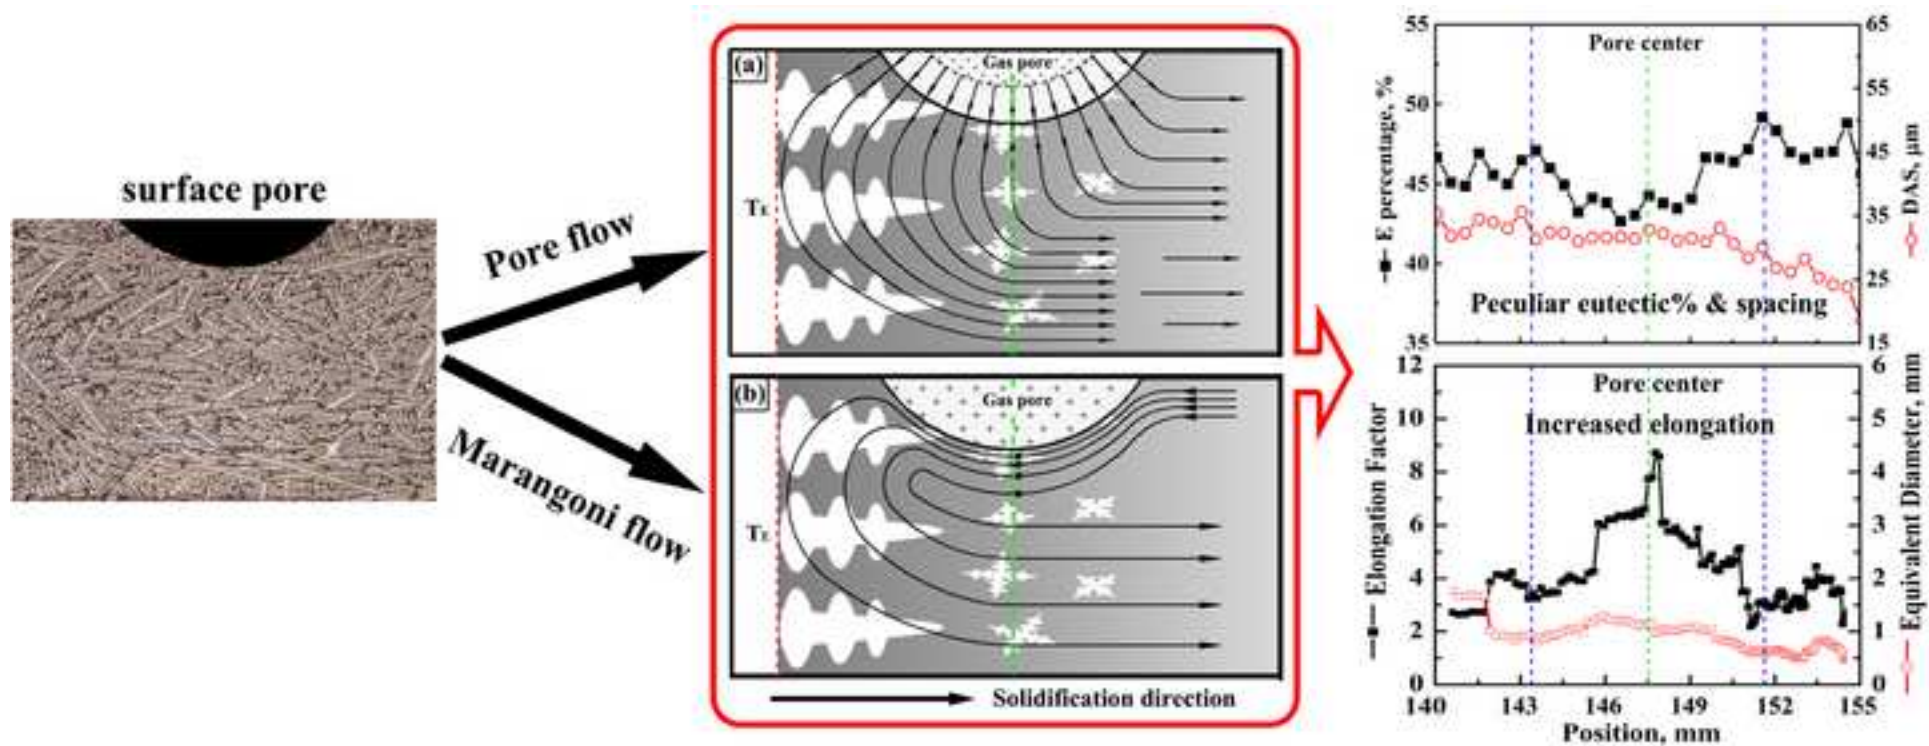 surface pore
Pore flow
Marangoni flow
(a)
Gas pore
TE
(b)
Gas pore
TE
Solidification direction
55
50
45
40
35
E percentage, %
Pore center
Peculiar eutectic% & spacing
65
55
45
35
25
15
DAS, μm
12
10
8
6
4
2
0
Elongation Factor
Pore center
Increased elongation
6
5
4
3
2
1
0
Equivalent Diameter, mm
140 143 146 149 152 155
Position, mm